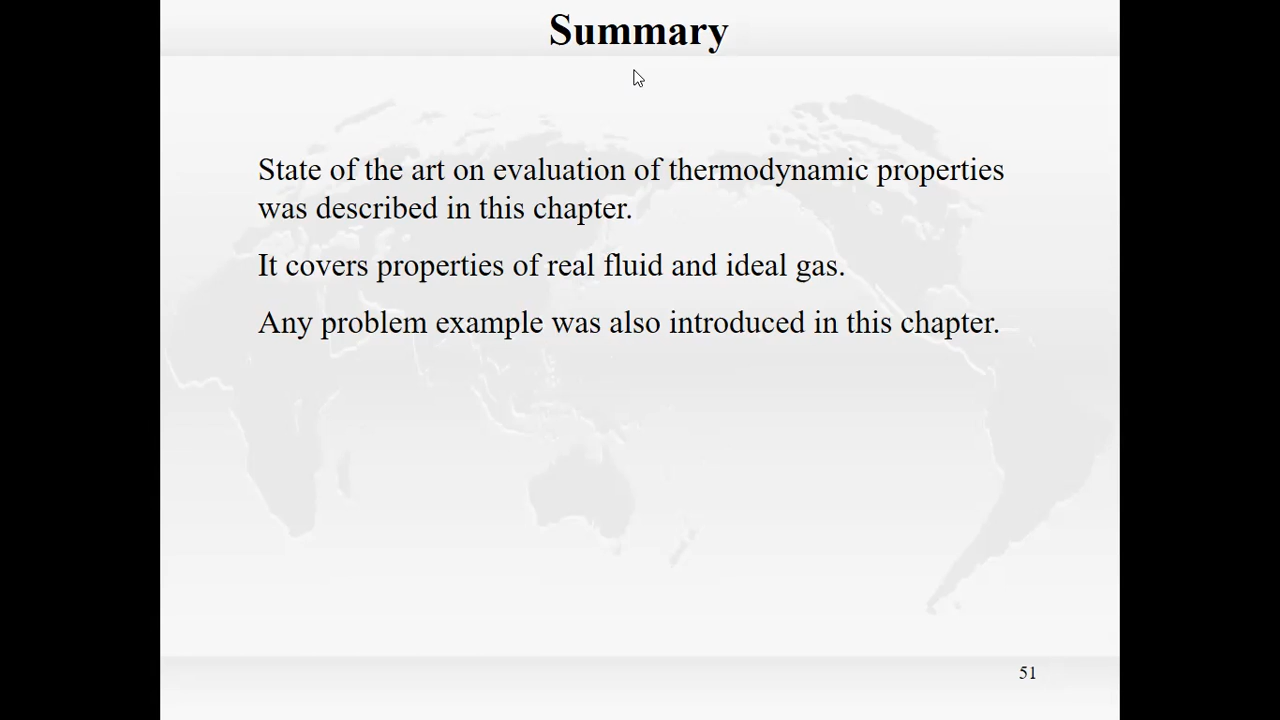 Summary
State of the art on evaluation of thermodynamic properties
was described in this chapter.
It covers properties of real fluid and ideal gas.
Any problem example was also introduced in this chapter.
51